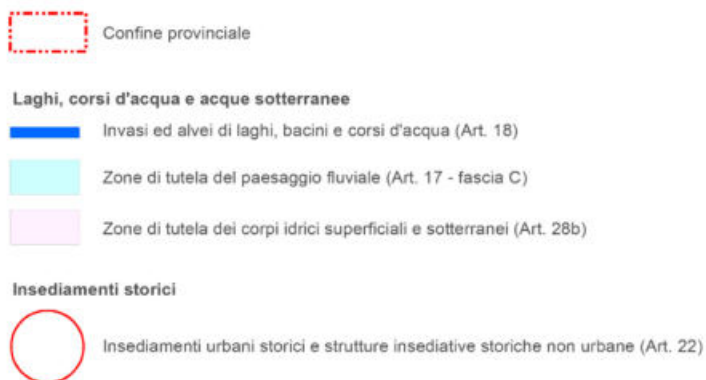 Confine provinciale
Laghi, corsi d'acqua e acque sotterranee
Invasi ed alvei di laghi, bacini e corsi d'acqua (Art. 18)
Zone di tutela del paesaggio fluviale (Art. 17 - fascia C)
Zone di tutela dei corpi idrici superficiali e sotterranei (Art. 28b)
Insediamenti storici
Insediamenti urbani storici e strutture insediative storiche non urbane (Art. 22)